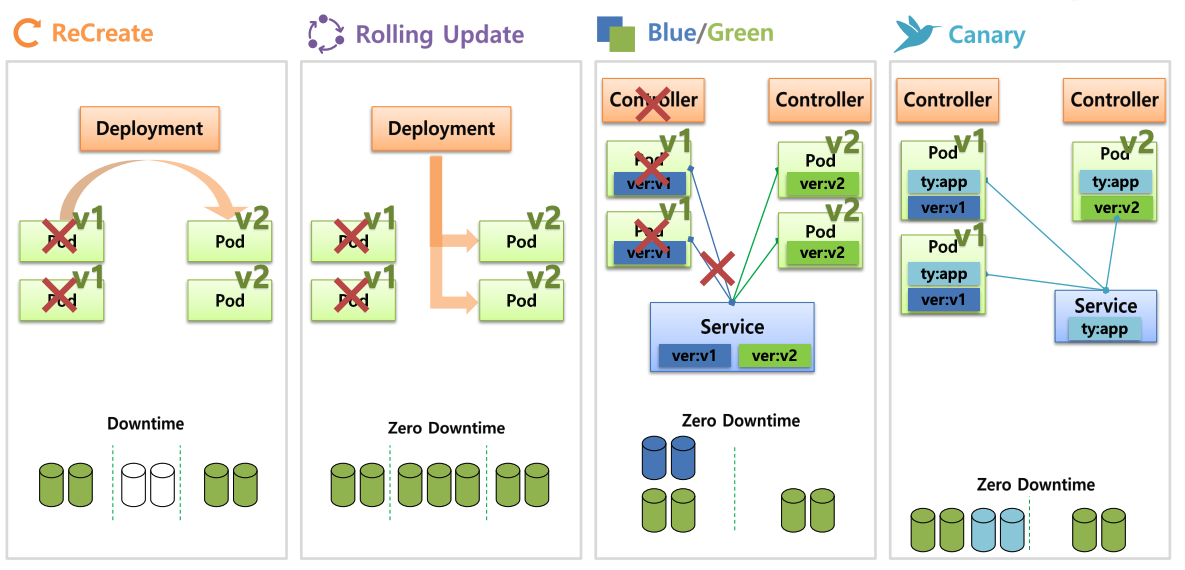 ReCreate
Deployment
v1
Pod
v2
Pod
v1
Pod
v2
Pod
Downtime
Rolling Update
Deployment
v1
Pod
v2
Pod
v1
Pod
v2
Pod
Zero Downtime
Blue/Green
Controller
Controller
v1
Pod
ver:v1
v2
Pod
ver:v2
v1
Pod
ver:v1
v2
Pod
ver:v2
Service
ver:v1
ver:v2
Zero Downtime
Canary
Controller
Controller
v1
Pod
ty:app
ver:v1
v2
Pod
ty:app
ver:v2
v1
Pod
ty:app
ver:v1
Service
ty:app
Zero Downtime